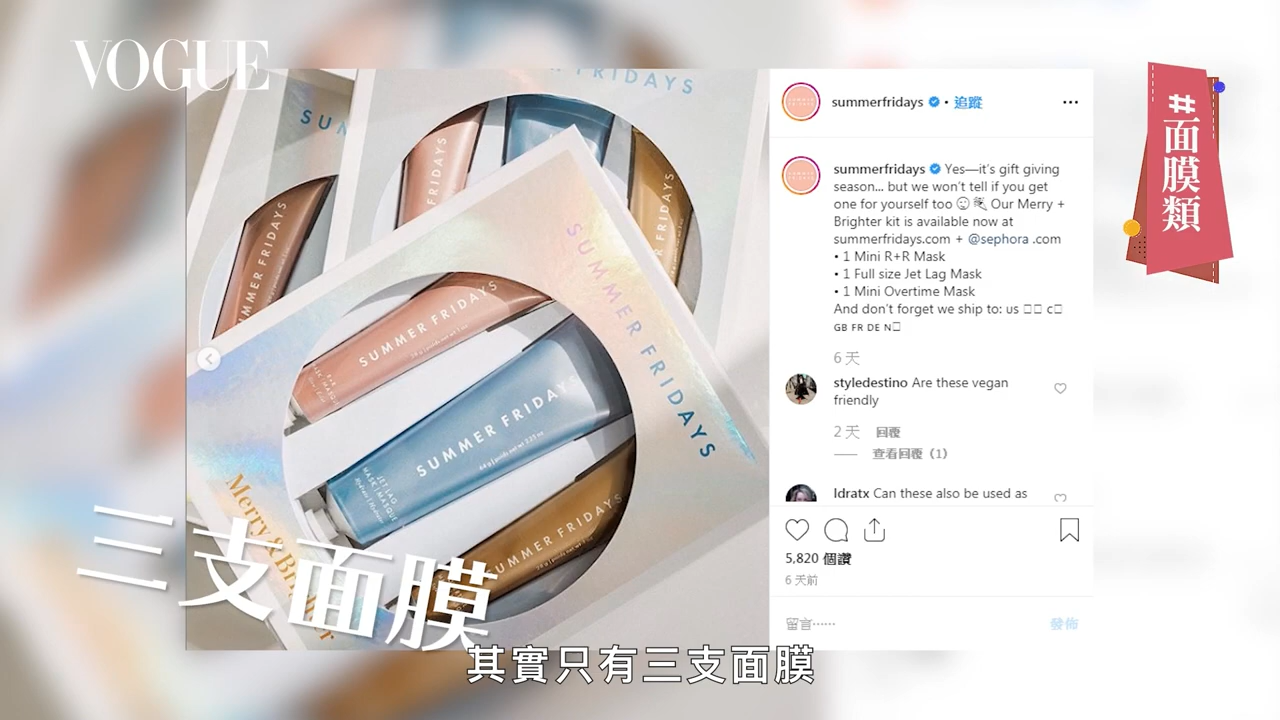 VOGUE
#面膜類
SUMMER FRIDAYS
SUMMER FRIDAYS
SUMMER FRIDAYS
JET LAG
MASK | MASQUE
SUMMER FRIDAYS
Merry & Brighter
三支面膜
其實只有三支面膜
summerfridays • 追蹤
summerfridays Yes—it's gift giving
season... but we won't tell if you get
one for yourself too Our Merry +
Brighter kit is available now at
summerfridays.com + @sephora .com
• 1 Mini R+R Mask
• 1 Full size Jet Lag Mask
• 1 Mini Overtime Mask
And don't forget we ship to: us
GB FR DE
6 天
styledestino Are these vegan
friendly
2 天 回覆
查看回覆 (1)
ldratx Can these also be used as
5,820 個讚
6 天前
留言……
發佈